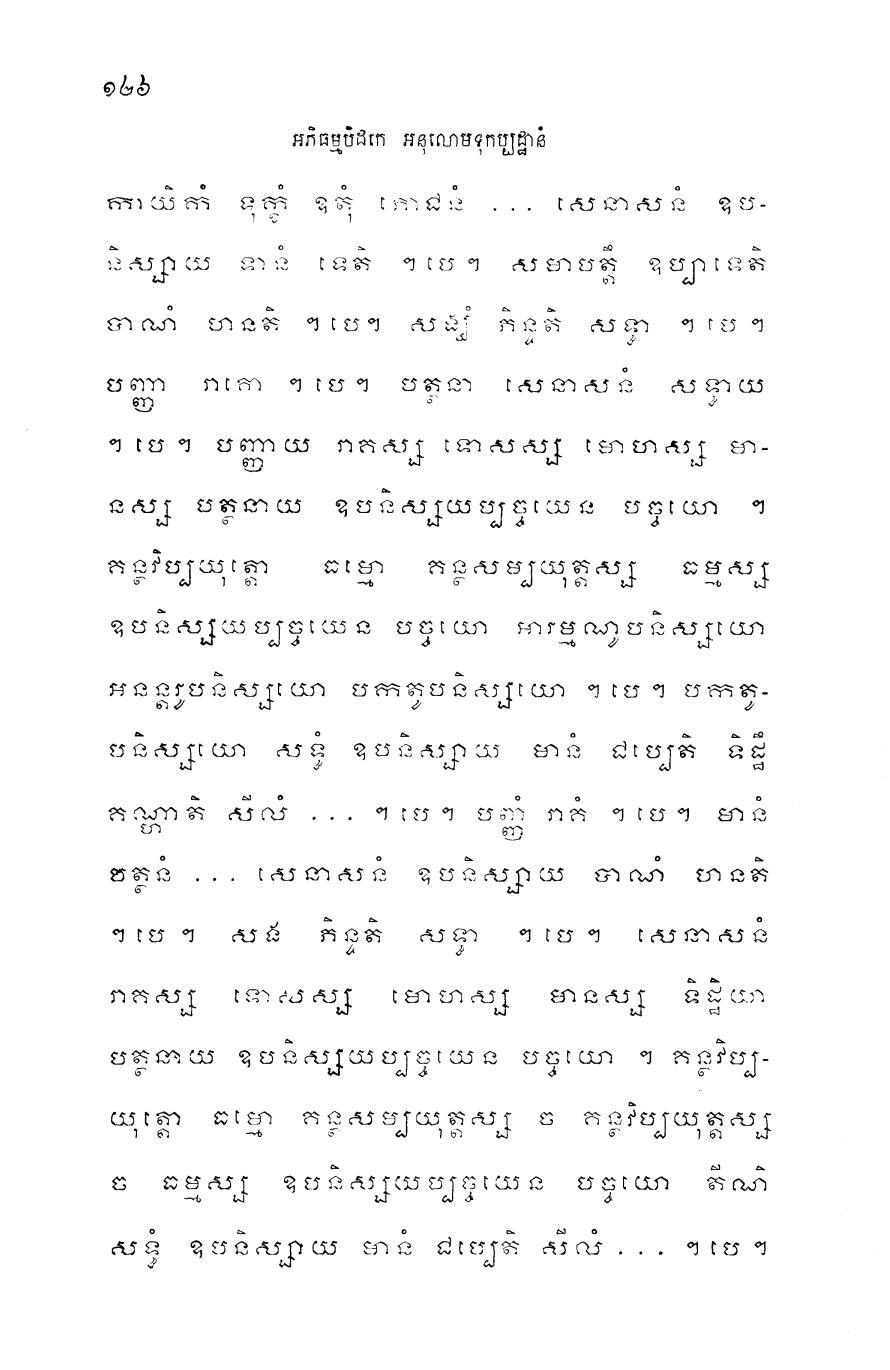 ១៤៦
អភិធម្មបិដកេ អនុលោមទុកប្បដ្ឋានំ
កាយិកំ ទុក្ខំ ឧតុំ ភោជនំ ... សេនាសនំ ឧប-
និស្សាយ ទានំ ទេតិ ។ បេ ។ សមាបត្តឹ ឧប្បាទេតិ
បាណំ ហនតិ ។ បេ ។ សង្ឃំ ភិន្ទតិ សទ្ធា ។ បេ ។
បញ្ញា រាគោ ។ បេ ។ បត្ថនា សេនាសនំ សទ្ធាយ
។ បេ ។ បញ្ញាយ រាគស្ស ទោសស្ស មោហស្ស មា-
នស្ស បត្ថនាយ ឧបនិស្សយប្បច្ចយេន បច្ចយោ ។
គន្ថវិប្បយុត្តោ ធម្មោ គន្ថសម្បយុត្តស្ស ធម្មស្ស
ឧបនិស្សយប្បច្ចយេន បច្ចយោ អារម្មណូបនិស្សយោ
អនន្តរូបនិស្សយោ បកតូបនិស្សយោ ។ បេ ។ បកតូ-
បនិស្សយោ សទ្ធំ ឧបនិស្សាយ មានំ ជប្បេតិ ទិដ្ឋឹ
គណ្ហាតិ សីលំ ... ។ បេ ។ បញ្ញំ រាគំ ។ បេ ។ មានំ
បត្ថនំ ... សេនាសនំ ឧបនិស្សាយ បាណំ ហនតិ
។ បេ ។ សង ភិន្ទតិ សទ្ធា ។ បេ ។ សេនាសនំ
រាគស្ស ទោសស្ស មោហស្ស មានស្ស ទិដ្ឋិយា
បត្ថនាយ ឧបនិស្សយប្បច្ចយេន បច្ចយោ ។ គន្ថវិប្ប-
យុត្តោ ធម្មោ គន្ថសម្បយុត្តស្ស ច គន្ថវិប្បយុត្តស្ស
ច ធម្មស្ស ឧបនិស្សយប្បច្ចយេន បច្ចយោ តីណិ
សទ្ធំ ឧបនិស្សាយ មានំ ជប្បេតិ សីលំ ... ។ បេ ។